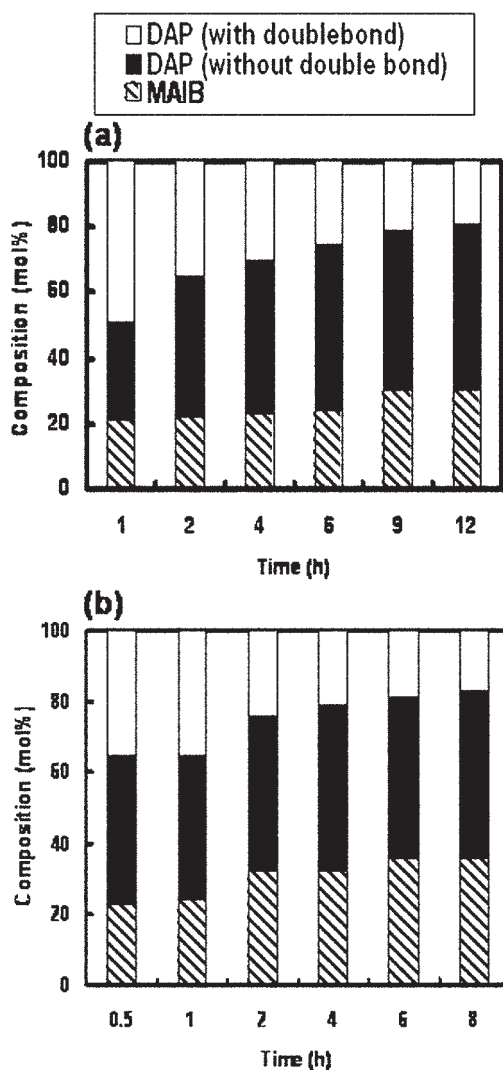 DAP (with doublebond)
DAP (without double bond)
MAIB
(a)
100
80
60
40
20
0
Composition (mol%)
1 2 4 6 9 12
Time (h)
(b)
100
80
60
40
20
0
Composition (mol%)
0.5 1 2 4 6 8
Time (h)